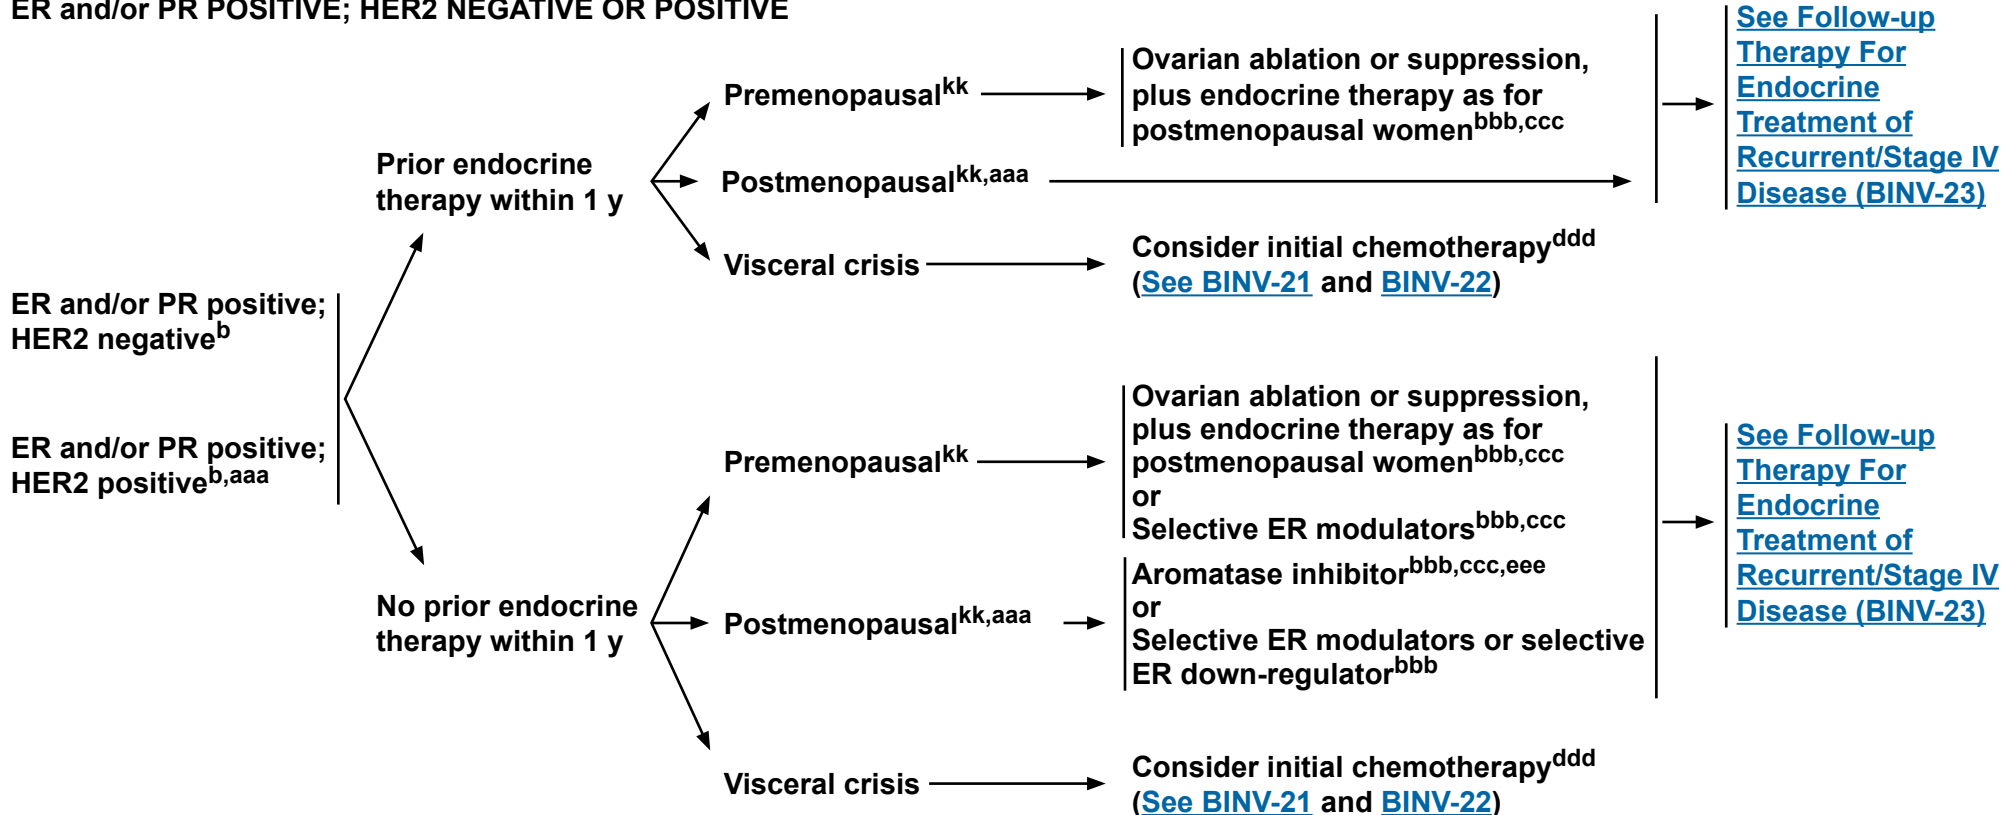 ER and/or PR POSITIVE; HER2 NEGATIVE OR POSITIVE
ER and/or PR positive;
HER2 negativeb
ER and/or PR positive;
HER2 positiveb,aaa
Prior endocrine
therapy within 1 y
Premenopausalkk
Ovarian ablation or suppression,
plus endocrine therapy as for
postmenopausal womenbbb,ccc
Postmenopausalkk,aaa
Visceral crisis
Consider initial chemotherapyddd
(See BINV-21 and BINV-22)
See Follow-up
Therapy For
Endocrine
Treatment of
Recurrent/Stage IV
Disease (BINV-23)
No prior endocrine
therapy within 1 y
Premenopausalkk
Ovarian ablation or suppression,
plus endocrine therapy as for
postmenopausal womenbbb,ccc
or
Selective ER modulatorsbbb,ccc
Postmenopausalkk,aaa
Aromatase inhibitorbbb,ccc,eee
or
Selective ER modulators or selective
ER down-regulatorbbb
Visceral crisis
Consider initial chemotherapyddd
(See BINV-21 and BINV-22)
See Follow-up
Therapy For
Endocrine
Treatment of
Recurrent/Stage IV
Disease (BINV-23)